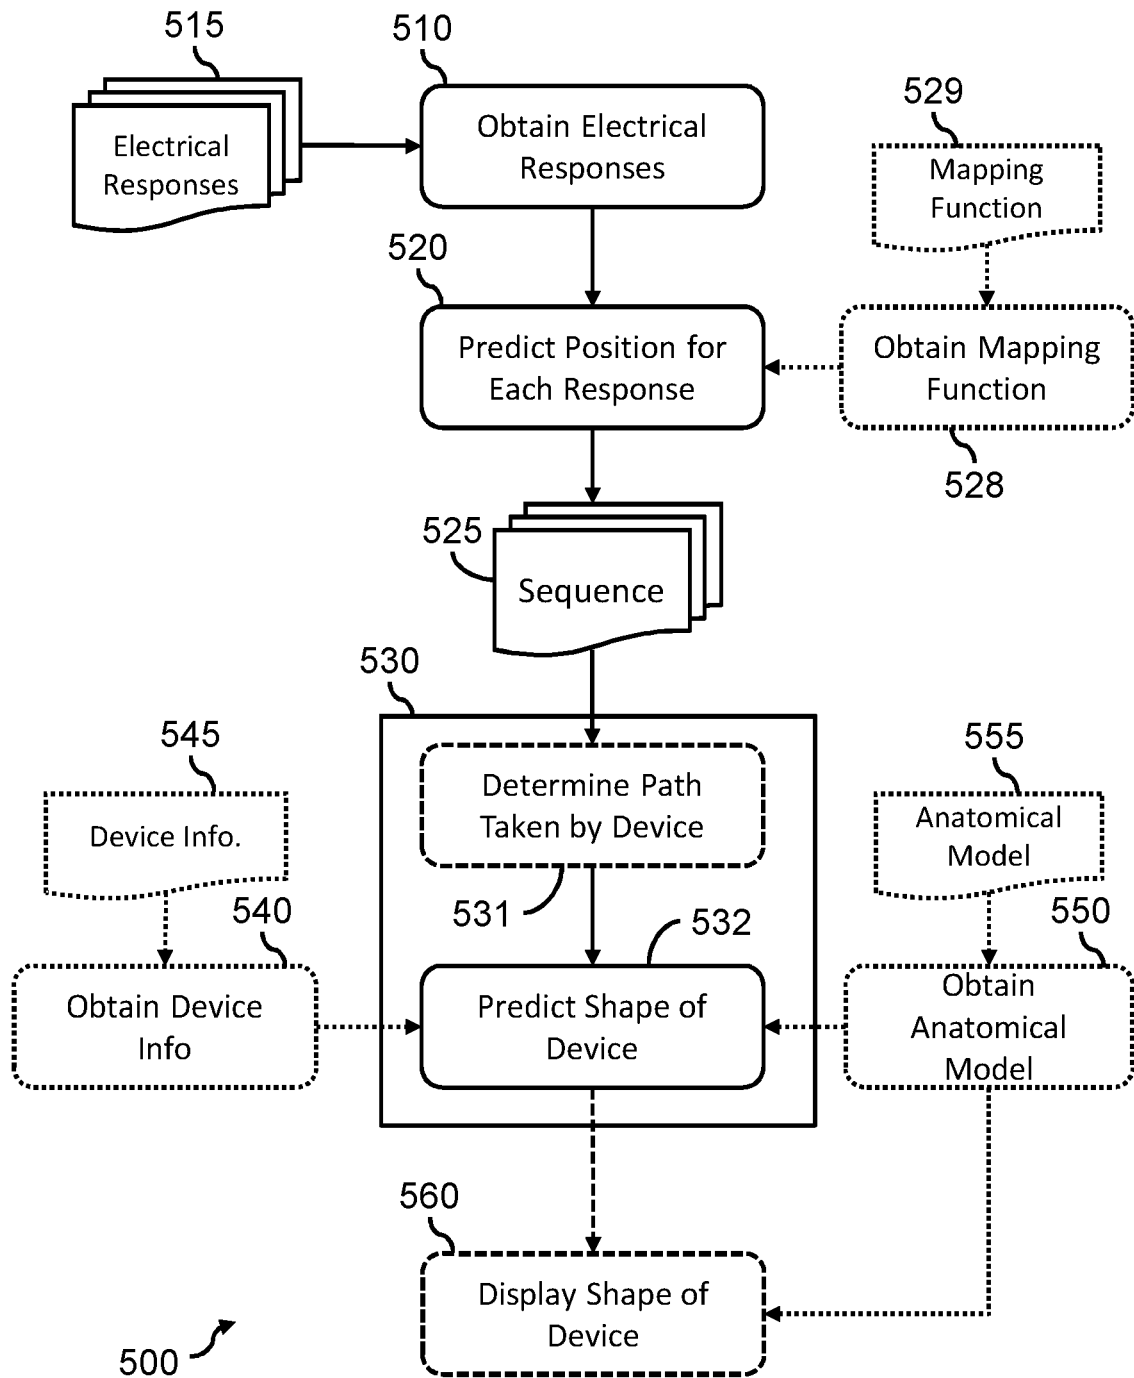 515
510
Electrical
Responses
Obtain Electrical
Responses
529
Mapping
Function
520
Predict Position for
Each Response
Obtain Mapping
Function
528
525
Sequence
530
545
Device Info.
Determine Path
Taken by Device
531
555
Anatomical
Model
540
Obtain Device
Info
532
Predict Shape of
Device
550
Obtain
Anatomical
Model
560
Display Shape of
Device
500